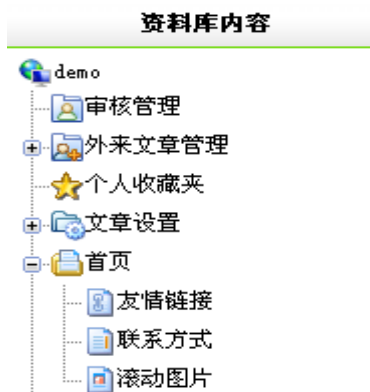 资料库内容
demo
审核管理
外来文章管理
个人收藏夹
文章设置
首页
友情链接
联系方式
滚动图片